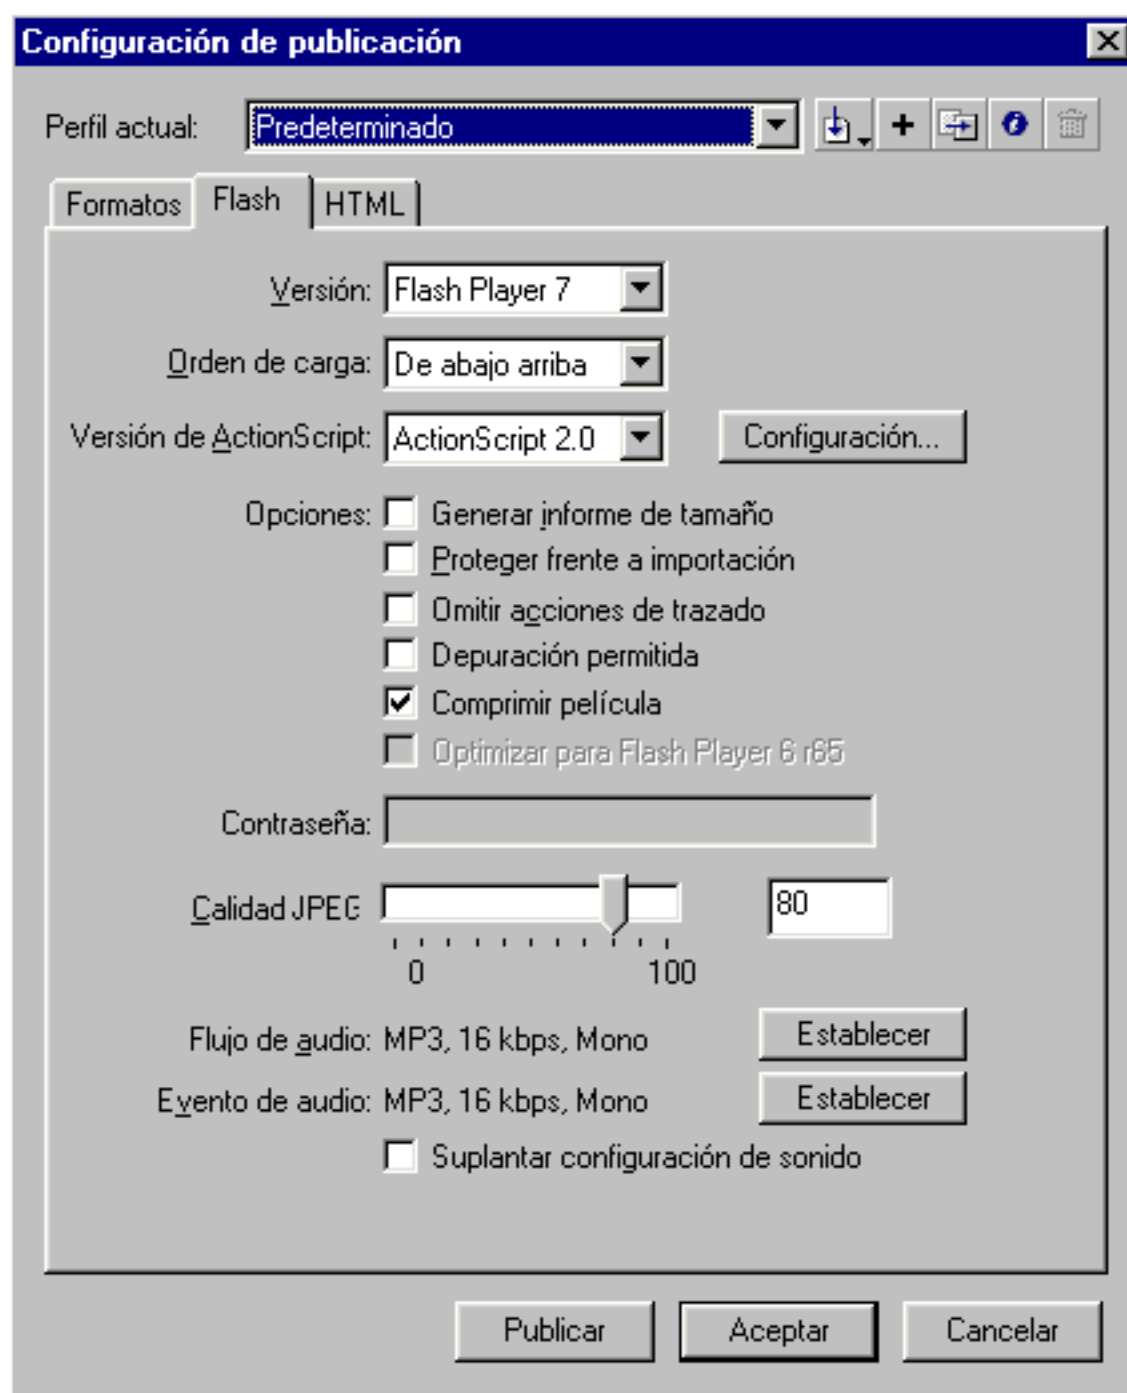 Configuración de publicación
Perfil actual: Predeterminado
Formatos Flash HTML
Versión: Flash Player 7
Orden de carga: De abajo arriba
Versión de ActionScript: ActionScript 2.0 Configuración...
Opciones: Generar informe de tamaño
Proteger frente a importación
Omitir acciones de trazado
Depuración permitida
Comprimir película
Optimizar para Flash Player 6 r65
Contraseña:
Calidad JPEG 80
0 100
Flujo de audio: MP3, 16 kbps, Mono Establecer
Evento de audio: MP3, 16 kbps, Mono Establecer
Suplantar configuración de sonido
Publicar Aceptar Cancelar